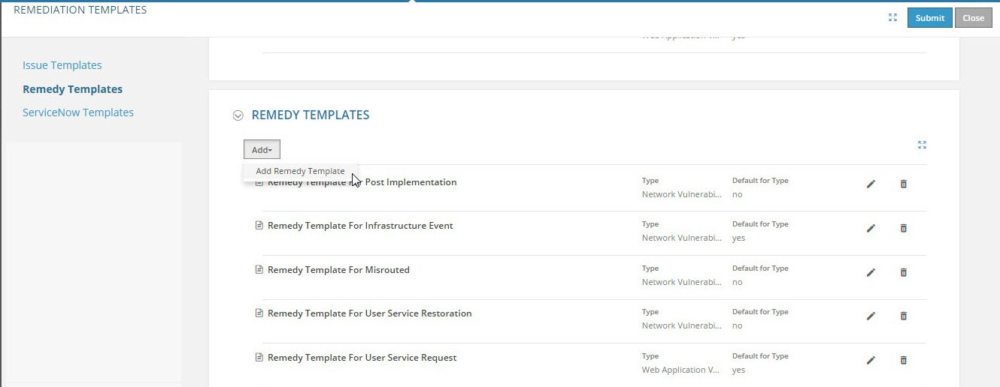 REMEDIATION TEMPLATES
Submit
Close
Web Application V... yes
Issue Templates
Remedy Templates
ServiceNow Templates
REMEDY TEMPLATES
Add
Add Remedy Template
Remedy Template For Post Implementation
Type
Default for Type
Network Vulnerabi...
no
Remedy Template For Infrastructure Event
Type
Default for Type
Network Vulnerabi...
yes
Remedy Template For Misrouted
Type
Default for Type
Network Vulnerabi...
no
Remedy Template For User Service Restoration
Type
Default for Type
Network Vulnerabi...
no
Remedy Template For User Service Request
Type
Default for Type
Web Application V...
yes